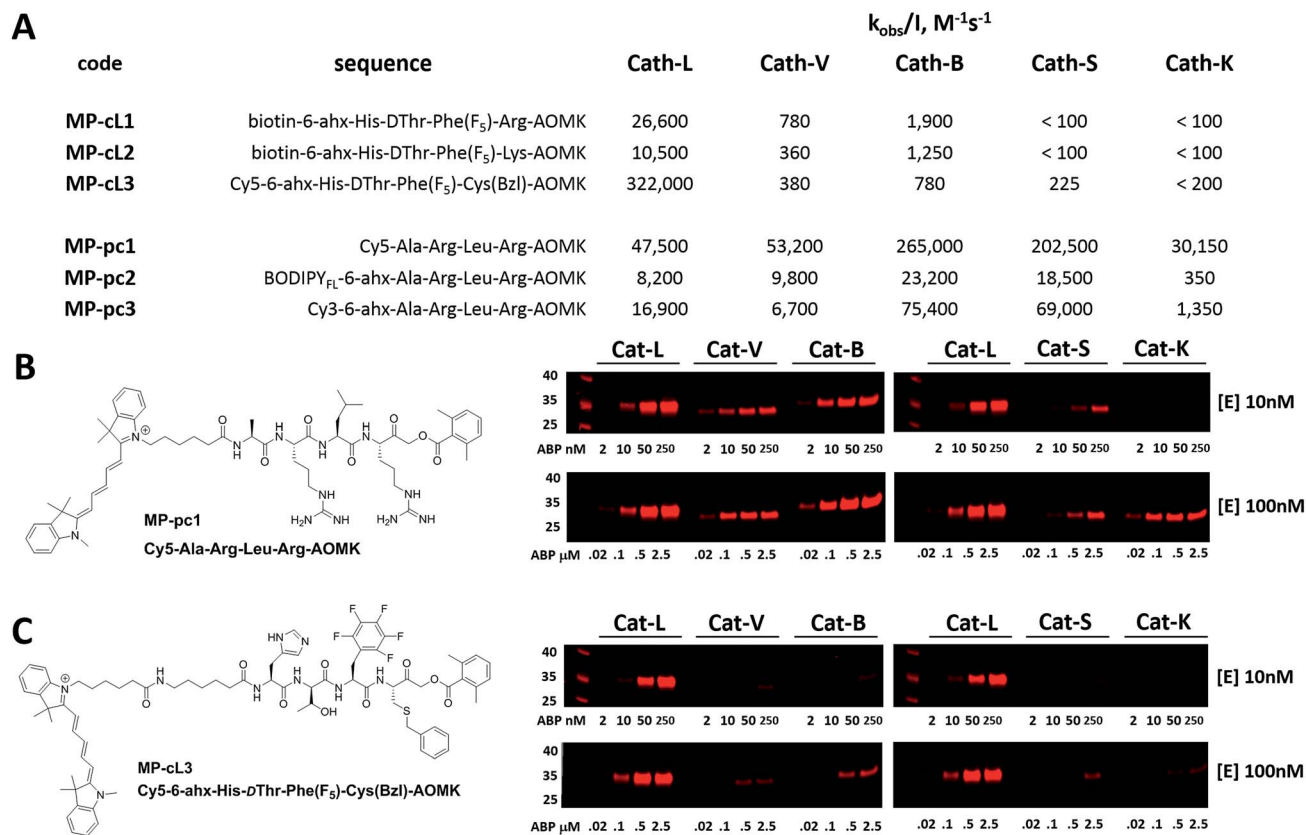 A
k_obs/I, M⁻¹s⁻¹
code sequence Cath-L Cath-V Cath-B Cath-S Cath-K
MP-cL1 biotin-6-ahx-His-DThr-Phe(F₅)-Arg-AOMK 26,600 780 1,900 < 100 < 100
MP-cL2 biotin-6-ahx-His-DThr-Phe(F₅)-Lys-AOMK 10,500 360 1,250 < 100 < 100
MP-cL3 Cy5-6-ahx-His-DThr-Phe(F₅)-Cys(Bzl)-AOMK 322,000 380 780 225 < 200
MP-pc1 Cy5-Ala-Arg-Leu-Arg-AOMK 47,500 53,200 265,000 202,500 30,150
MP-pc2 BODIPY_FL-6-ahx-Ala-Arg-Leu-Arg-AOMK 8,200 9,800 23,200 18,500 350
MP-pc3 Cy3-6-ahx-Ala-Arg-Leu-Arg-AOMK 16,900 6,700 75,400 69,000 1,350
B
N + O H N O N H O H N O N H O O O
NH NH
H₂N NH H₂N NH
N
MP-pc1
Cy5-Ala-Arg-Leu-Arg-AOMK
Cat-L Cat-V Cat-B Cat-L Cat-S Cat-K
40
35
25
[E] 10nM
ABP nM 2 10 50 250 2 10 50 250 2 10 50 250 2 10 50 250 2 10 50 250 2 10 50 250
40
35
25
[E] 100nM
ABP μM .02 .1 .5 2.5 .02 .1 .5 2.5 .02 .1 .5 2.5 .02 .1 .5 2.5 .02 .1 .5 2.5 .02 .1 .5 2.5
C
F F F F F
HN N
N + O N H H N O N H O H N O N H O H N O O O
OH S
N
MP-cL3
Cy5-6-ahx-His-DThr-Phe(F₅)-Cys(Bzl)-AOMK
Cat-L Cat-V Cat-B Cat-L Cat-S Cat-K
40
35
25
[E] 10nM
ABP nM 2 10 50 250 2 10 50 250 2 10 50 250 2 10 50 250 2 10 50 250 2 10 50 250
40
35
25
[E] 100nM
ABP μM .02 .1 .5 2.5 .02 .1 .5 2.5 .02 .1 .5 2.5 .02 .1 .5 2.5 .02 .1 .5 2.5 .02 .1 .5 2.5